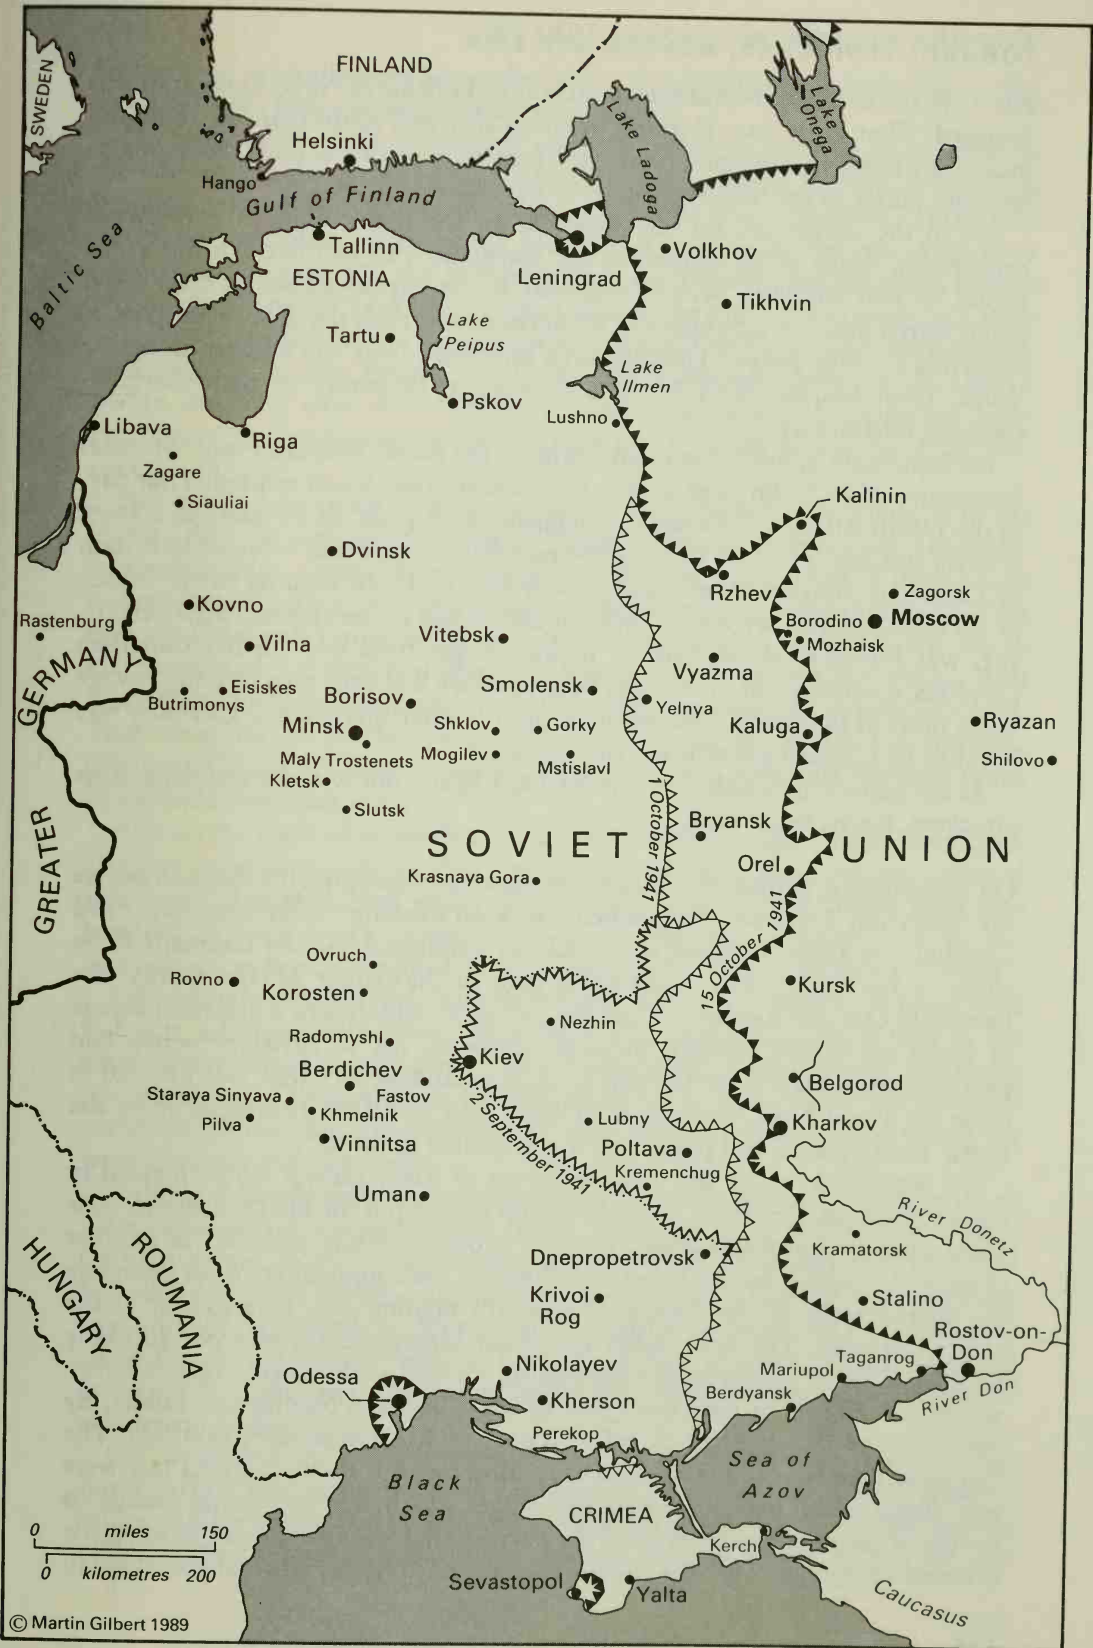 FINLAND
SWEDEN
Helsinki
Hango
Gulf of Finland
Baltic Sea
Lake
Ladoga
Lake
Onega
Tallinn
ESTONIA
Leningrad
Volkhov
Tikhvin
Tartu
Lake
Peipus
Pskov
Lake
Ilmen
Lushno
Libava
Riga
Zagare
Siauliai
Kalinin
Dvinsk
Rzhev
Zagorsk
Kovno
Borodino
Moscow
Mozhaisk
Rastenburg
Vilna
Vitebsk
Vyazma
GREATER
GERMANY
Butrimonys
Eisiskes
Borisov
Smolensk
Yelnya
Minsk
Shklov
Gorky
Kaluga
Ryazan
Maly Trostenets
Mogilev
Mstislavl
Shilovo
Kletsk
Slutsk
1 October 1941
Bryansk
SOVIET UNION
Orel
Krasnaya Gora
15 October 1941
Ovruch
Rovno
Korosten
Kursk
Nezhin
Radomyshl
Kiev
Berdichev
Fastov
Belgorod
Staraya Sinyava
Khmelnik
2 September 1941
Lubny
Kharkov
Pilva
Vinnitsa
Poltava
Kremenchug
Uman
River Donetz
Kramatorsk
HUNGARY
ROUMANIA
Dnepropetrovsk
Krivoi
Rog
Stalino
Rostov-on-
Don
Nikolayev
Taganrog
Mariupol
Odessa
Kherson
Berdyansk
River Don
Perekop
Black
Sea
Sea of
Azov
CRIMEA
Kerch
Sevastopol
Yalta
Caucasus
0 miles 150
0 kilometres 200
© Martin Gilbert 1989